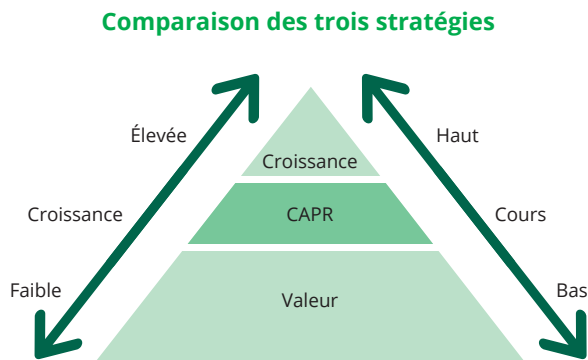 Comparaison des trois stratégies
Élevée
Haut
Croissance
Croissance
CAPR
Cours
Faible
Valeur
Bas